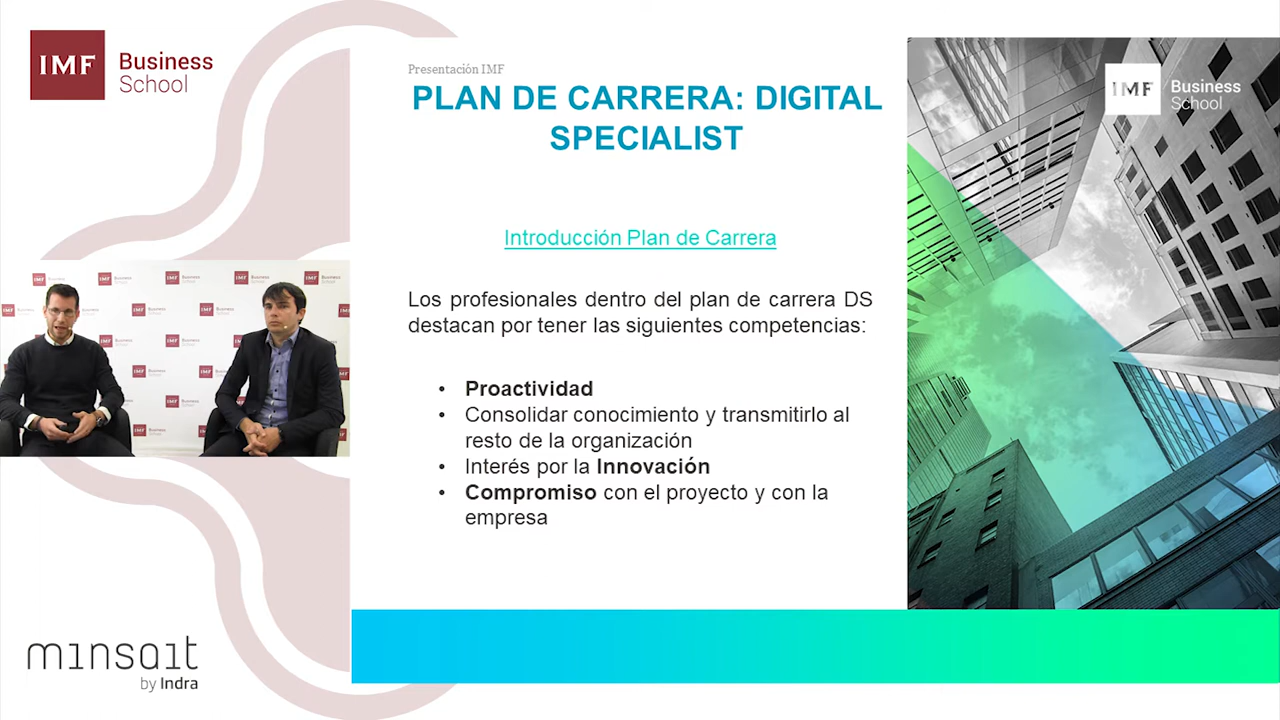 IMF Business
School
Presentación IMF
PLAN DE CARRERA: DIGITAL
SPECIALIST
IMF Business
School
Introducción Plan de Carrera
Los profesionales dentro del plan de carrera DS
destacan por tener las siguientes competencias:
• Proactividad
• Consolidar conocimiento y transmitirlo al
resto de la organización
• Interés por la Innovación
• Compromiso con el proyecto y con la
empresa
minsait
by Indra